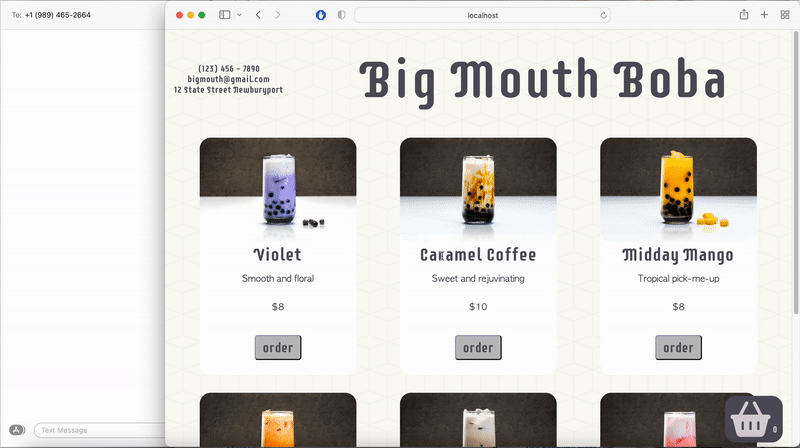 To: +1 (989) 465-2664
localhost
(123) 456 - 7890
bigmouth@gmail.com
12 State Street Newburyport
Big Mouth Boba
Violet
Smooth and floral
$8
order
Caramel Coffee
Sweet and rejuvinating
$10
order
Midday Mango
Tropical pick-me-up
$8
order
Text Message
0